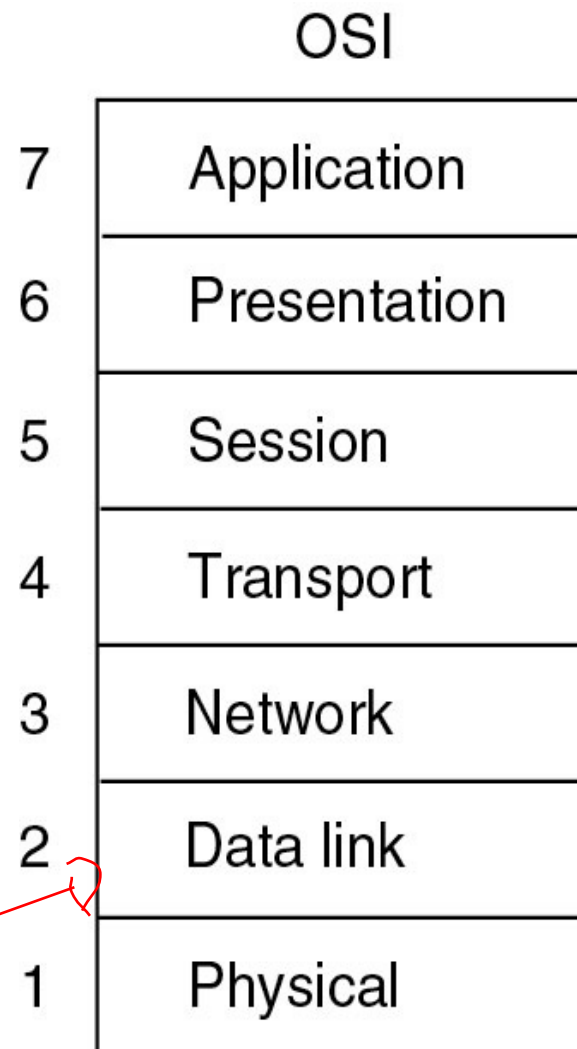 OSI
7 Application
6 Presentation
5 Session
4 Transport
3 Network
2 Data link
1 Physical